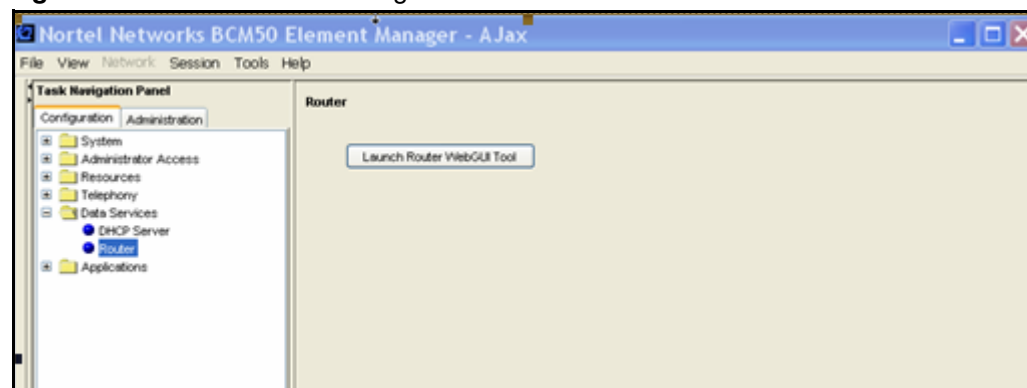 Nortel Networks BCM50 Element Manager - AJax
File View Network Session Tools Help
Task Navigation Panel
Configuration Administration
System
Administrator Access
Resources
Telephony
Data Services
DHCP Server
Router
Applications
Router
Launch Router WebGUI Tool